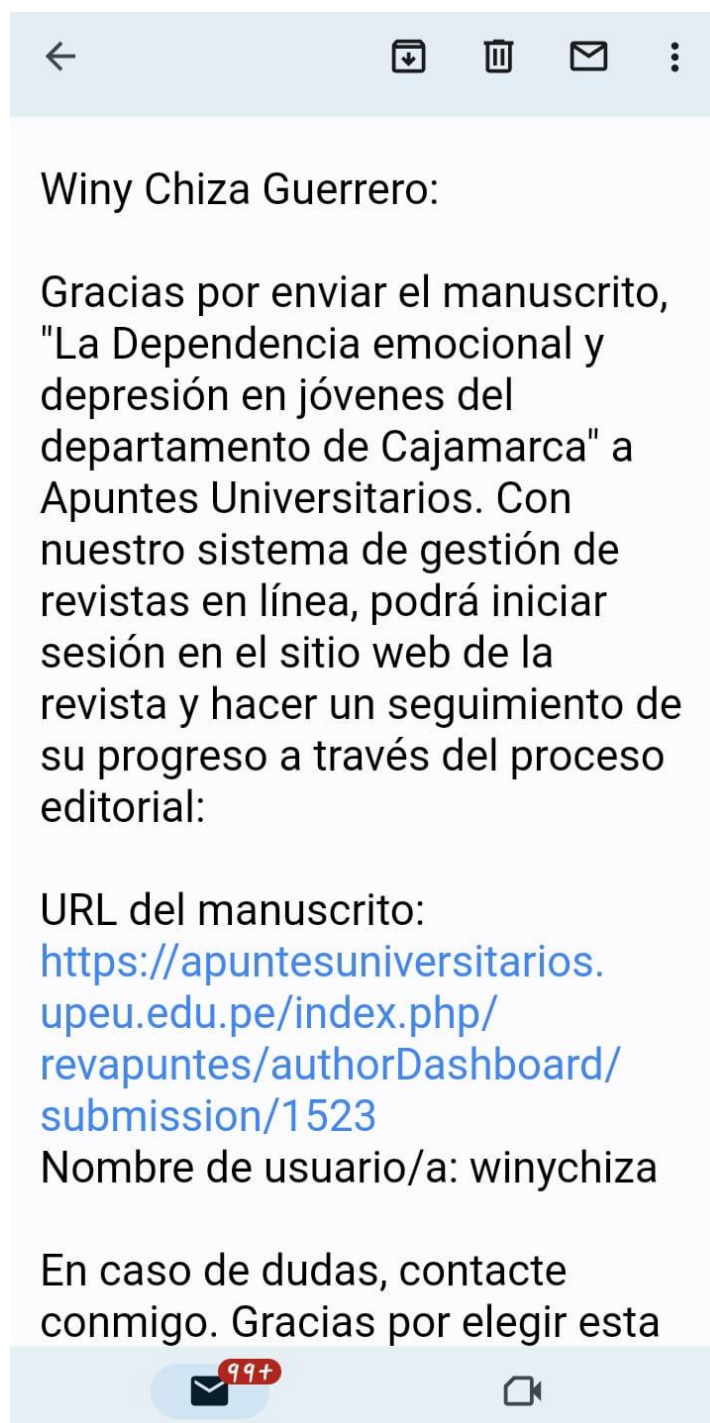 Winy Chiza Guerrero:
Gracias por enviar el manuscrito,
"La Dependencia emocional y
depresión en jóvenes del
departamento de Cajamarca" a
Apuntes Universitarios. Con
nuestro sistema de gestión de
revistas en línea, podrá iniciar
sesión en el sitio web de la
revista y hacer un seguimiento de
su progreso a través del proceso
editorial:
URL del manuscrito:
https://apuntesuniversitarios.
upeu.edu.pe/index.php/
revapuntes/authorDashboard/
submission/1523
Nombre de usuario/a: winychiza
En caso de dudas, contacte
conmigo. Gracias por elegir esta
99+